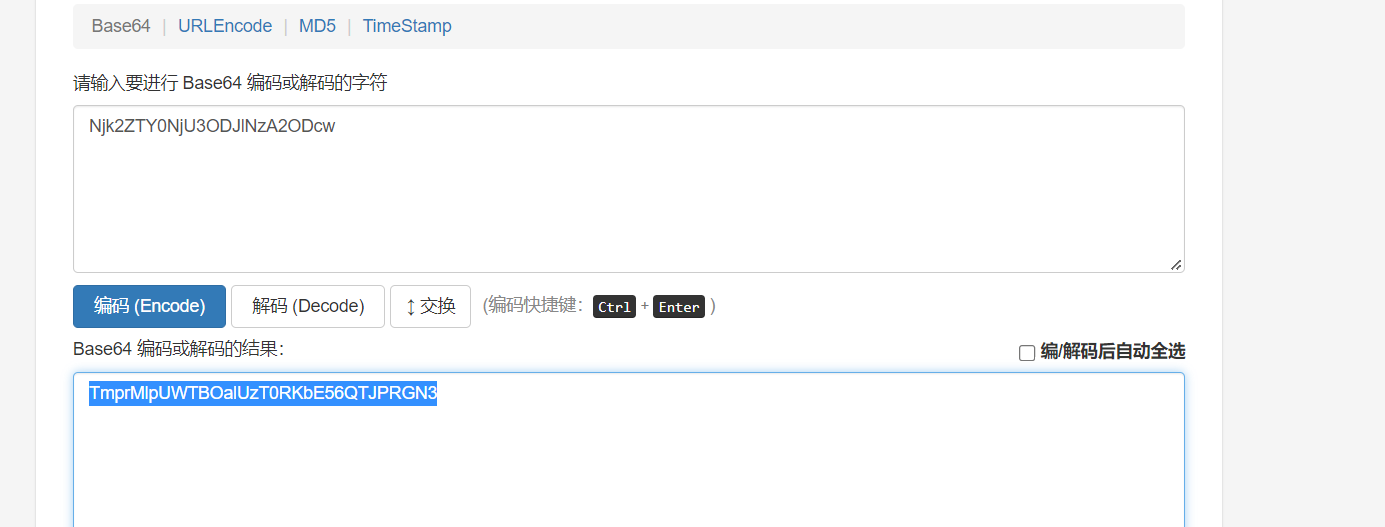 Base64 | URLEncode | MD5 | TimeStamp
请输入要进行 Base64 编码或解码的字符
Njk2ZTY0NjU3ODJlNzA2ODcw
编码 (Encode) 解码 (Decode) ↕ 交换 (编码快捷键: Ctrl + Enter )
Base64 编码或解码的结果: 编/解码后自动全选
TmprMlpUWTBOalUzT0RKbE56QTJPRGN3